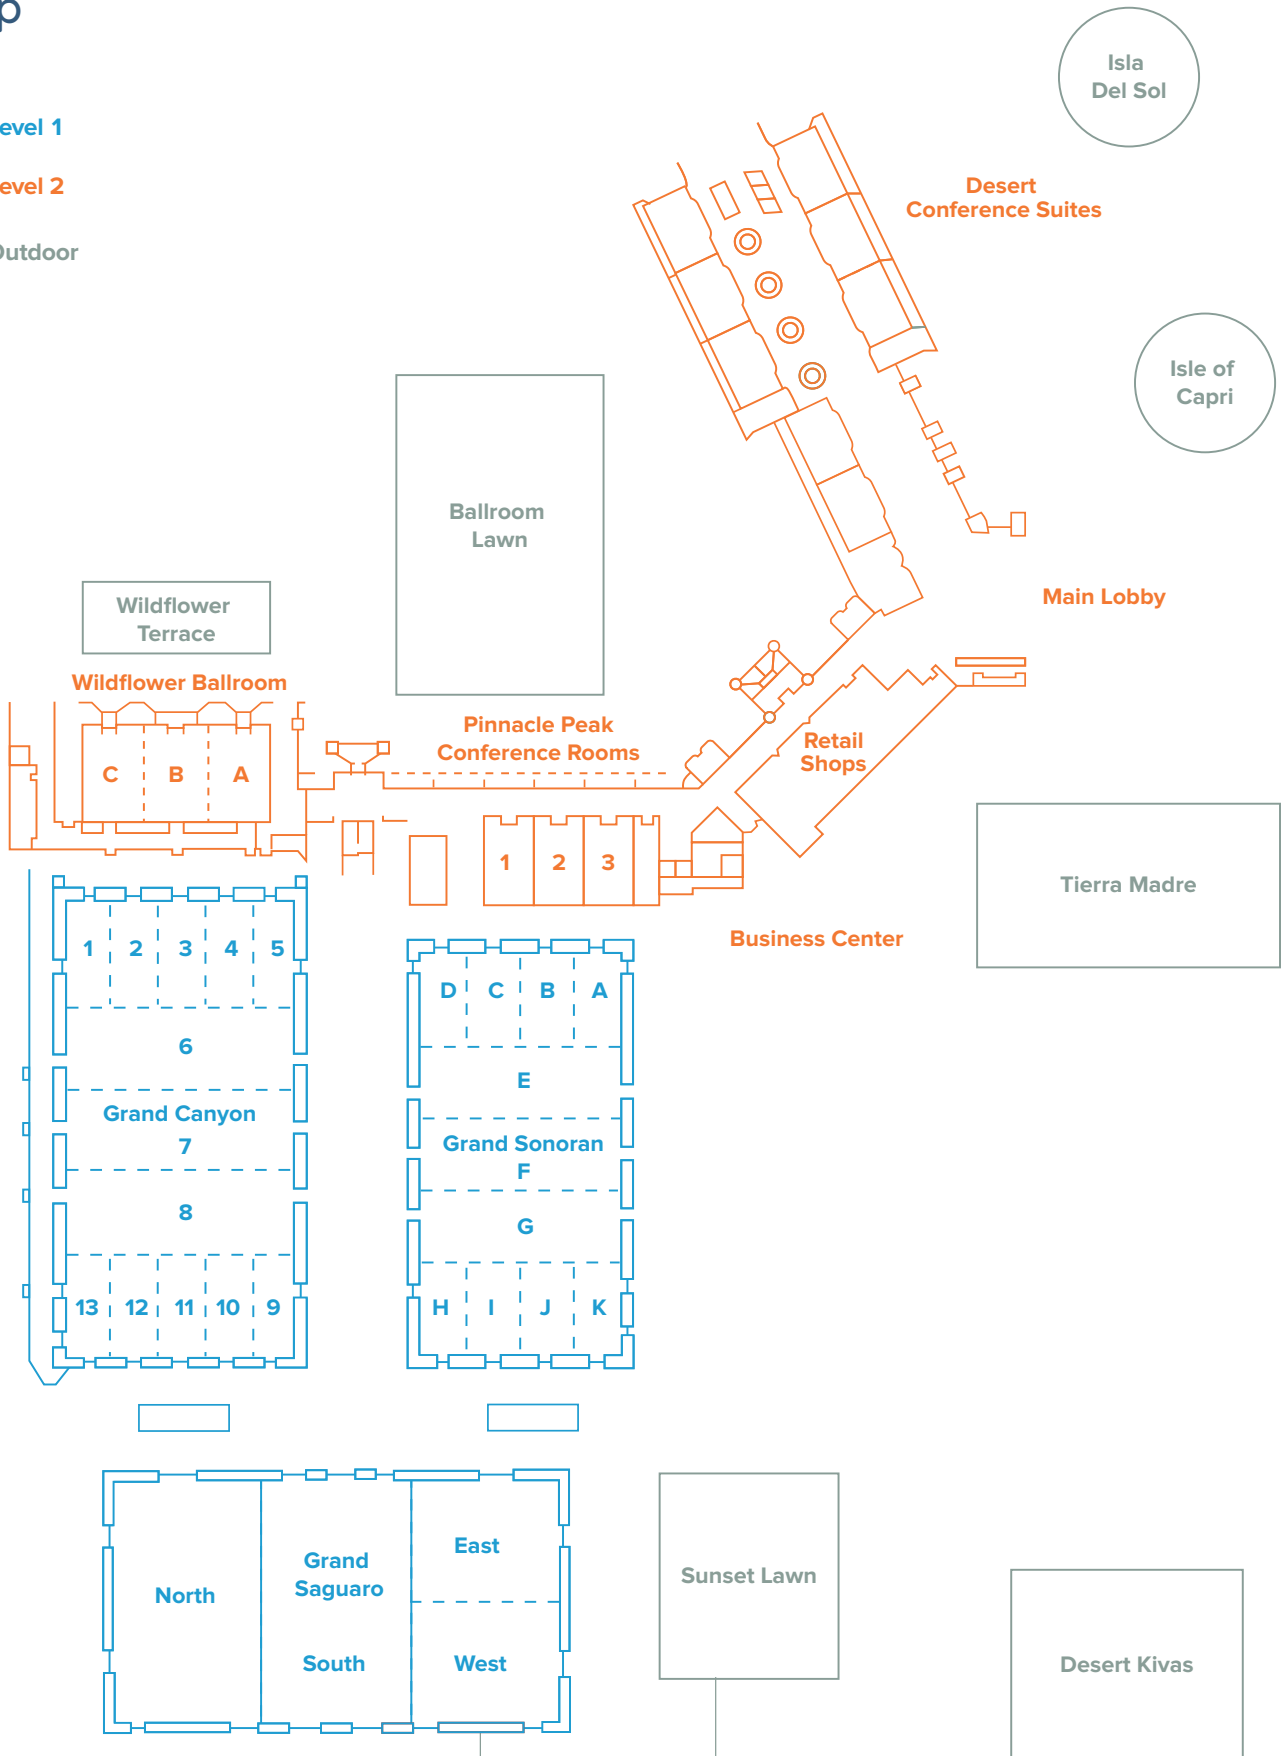 p
evel 1
evel 2
Outdoor
Isla
Del Sol
Desert
Conference Suites
Isle of
Capri
Ballroom
Lawn
Wildflower
Terrace
Main Lobby
Wildflower Ballroom
Pinnacle Peak
Conference Rooms
Retail
Shops
C B A
1 2 3
Tierra Madre
Business Center
1 2 3 4 5
6
Grand Canyon
7
8
13 12 11 10 9
D C B A
E
Grand Sonoran
F
G
H I J K
North
Grand
Saguaro
South
East
West
Sunset Lawn
Desert Kivas